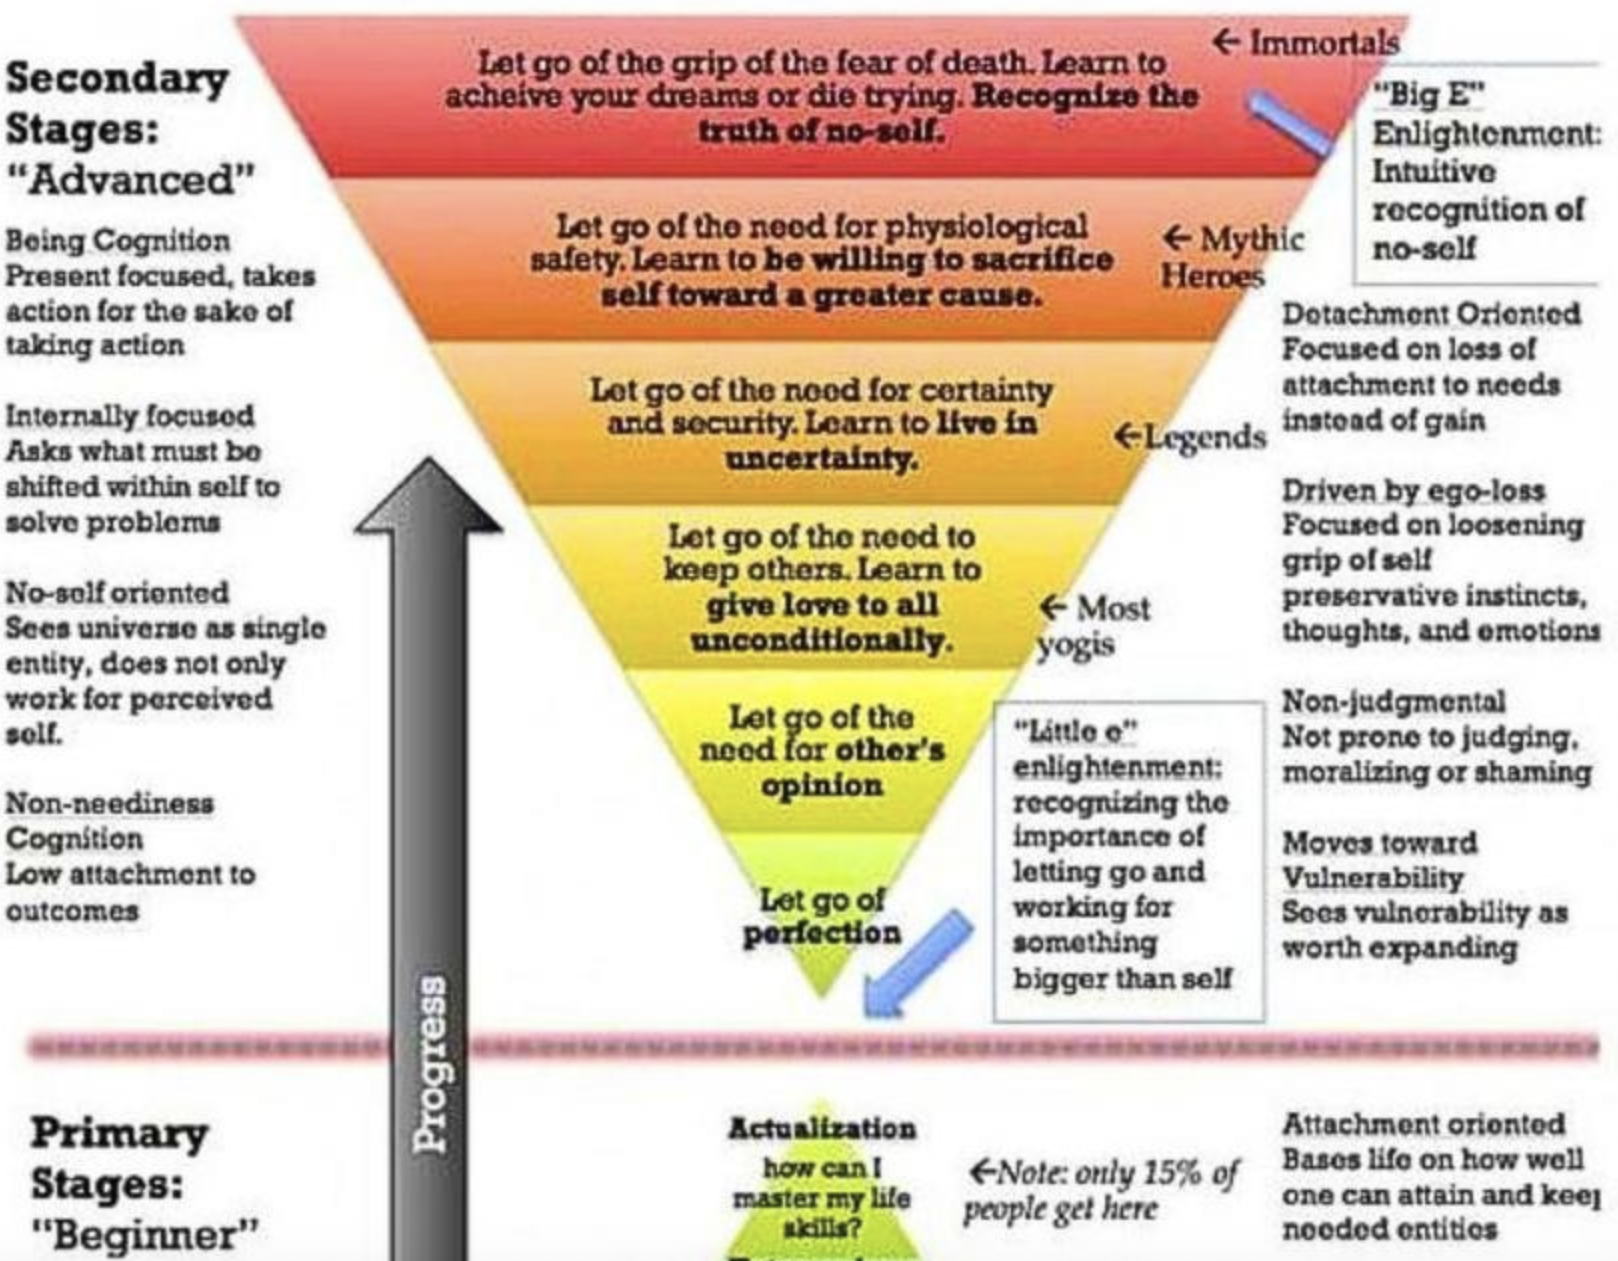 Secondary
Stages:
"Advanced"
Being Cognition
Present focused, takes
action for the sake of
taking action
Internally focused
Asks what must be
shifted within self to
solve problems
No-self oriented
Sees universe as single
entity, does not only
work for perceived
self.
Non-neediness
Cognition
Low attachment to
outcomes
Let go of the grip of the fear of death. Learn to
acheive your dreams or die trying. Recognize the
truth of no-self.
← Immortals
Let go of the need for physiological
safety. Learn to be willing to sacrifice
self toward a greater cause.
← Mythic
Heroes
Let go of the need for certainty
and security. Learn to live in
uncertainty.
←Legends
Let go of the need to
keep others. Learn to
give love to all
unconditionally.
← Most
yogis
Let go of the
need for other's
opinion
Let go of
perfection
"Big E"
Enlightenment:
Intuitive
recognition of
no-self
Detachment Oriented
Focused on loss of
attachment to needs
instead of gain
Driven by ego-loss
Focused on loosening
grip of self
preservative instincts,
thoughts, and emotions
Non-judgmental
Not prone to judging,
moralizing or shaming
Moves toward
Vulnerability
Sees vulnerability as
worth expanding
"Little e"
enlightenment:
recognizing the
importance of
letting go and
working for
something
bigger than self
Progress
Primary
Stages:
"Beginner"
Actualization
how can I
master my life
skills?
←Note: only 15% of
people get here
Attachment oriented
Bases life on how well
one can attain and keep
needed entities